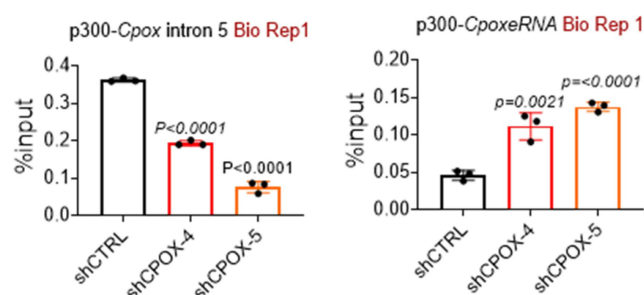 p300-Cpox intron 5 Bio Rep1
%input
0.4
0.3
0.2
0.1
0.0
P<0.0001
P<0.0001
shCTRL
shCPOX-4
shCPOX-5
p300-CpoxeRNA Bio Rep 1
%input
0.20
0.15
0.10
0.05
0.00
p=0.0021
p=<0.0001
shCTRL
shCPOX-4
shCPOX-5